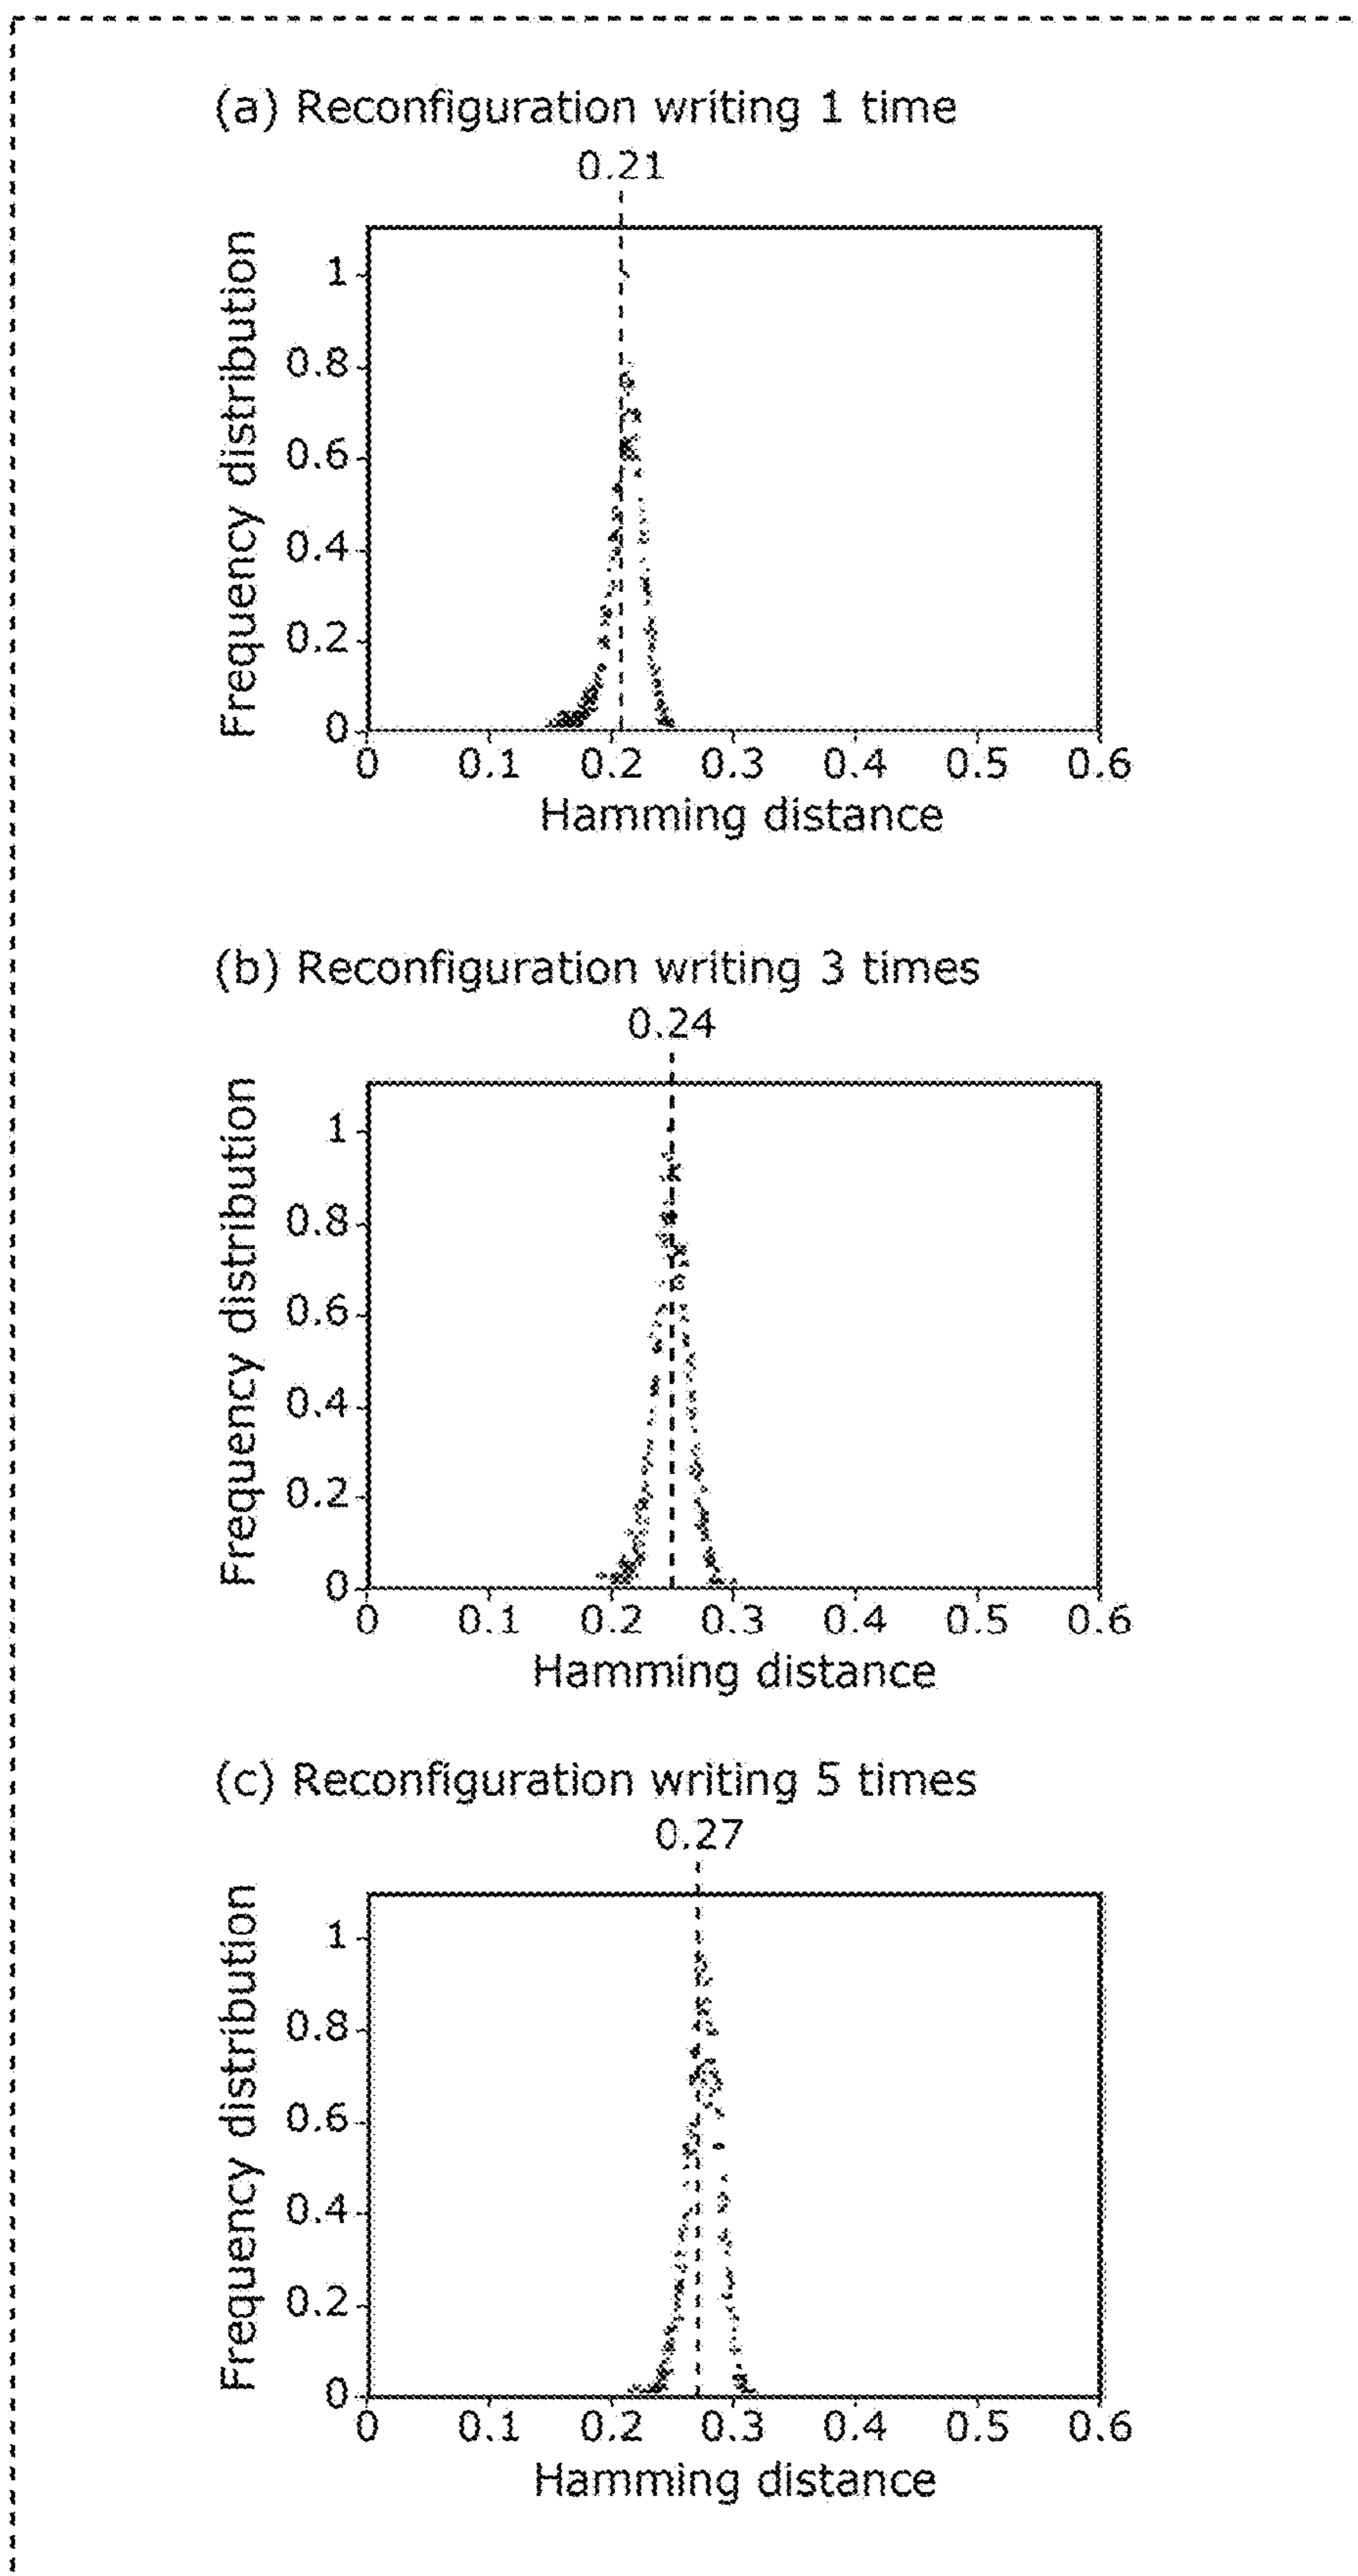 (a) Reconfiguration writing 1 time
0.21
Frequency distribution
1
0.8
0.6
0.4
0.2
0
0 0.1 0.2 0.3 0.4 0.5 0.6
Hamming distance
(b) Reconfiguration writing 3 times
0.24
Frequency distribution
1
0.8
0.6
0.4
0.2
0
0 0.1 0.2 0.3 0.4 0.5 0.6
Hamming distance
(c) Reconfiguration writing 5 times
0.27
Frequency distribution
1
0.8
0.6
0.4
0.2
0
0 0.1 0.2 0.3 0.4 0.5 0.6
Hamming distance